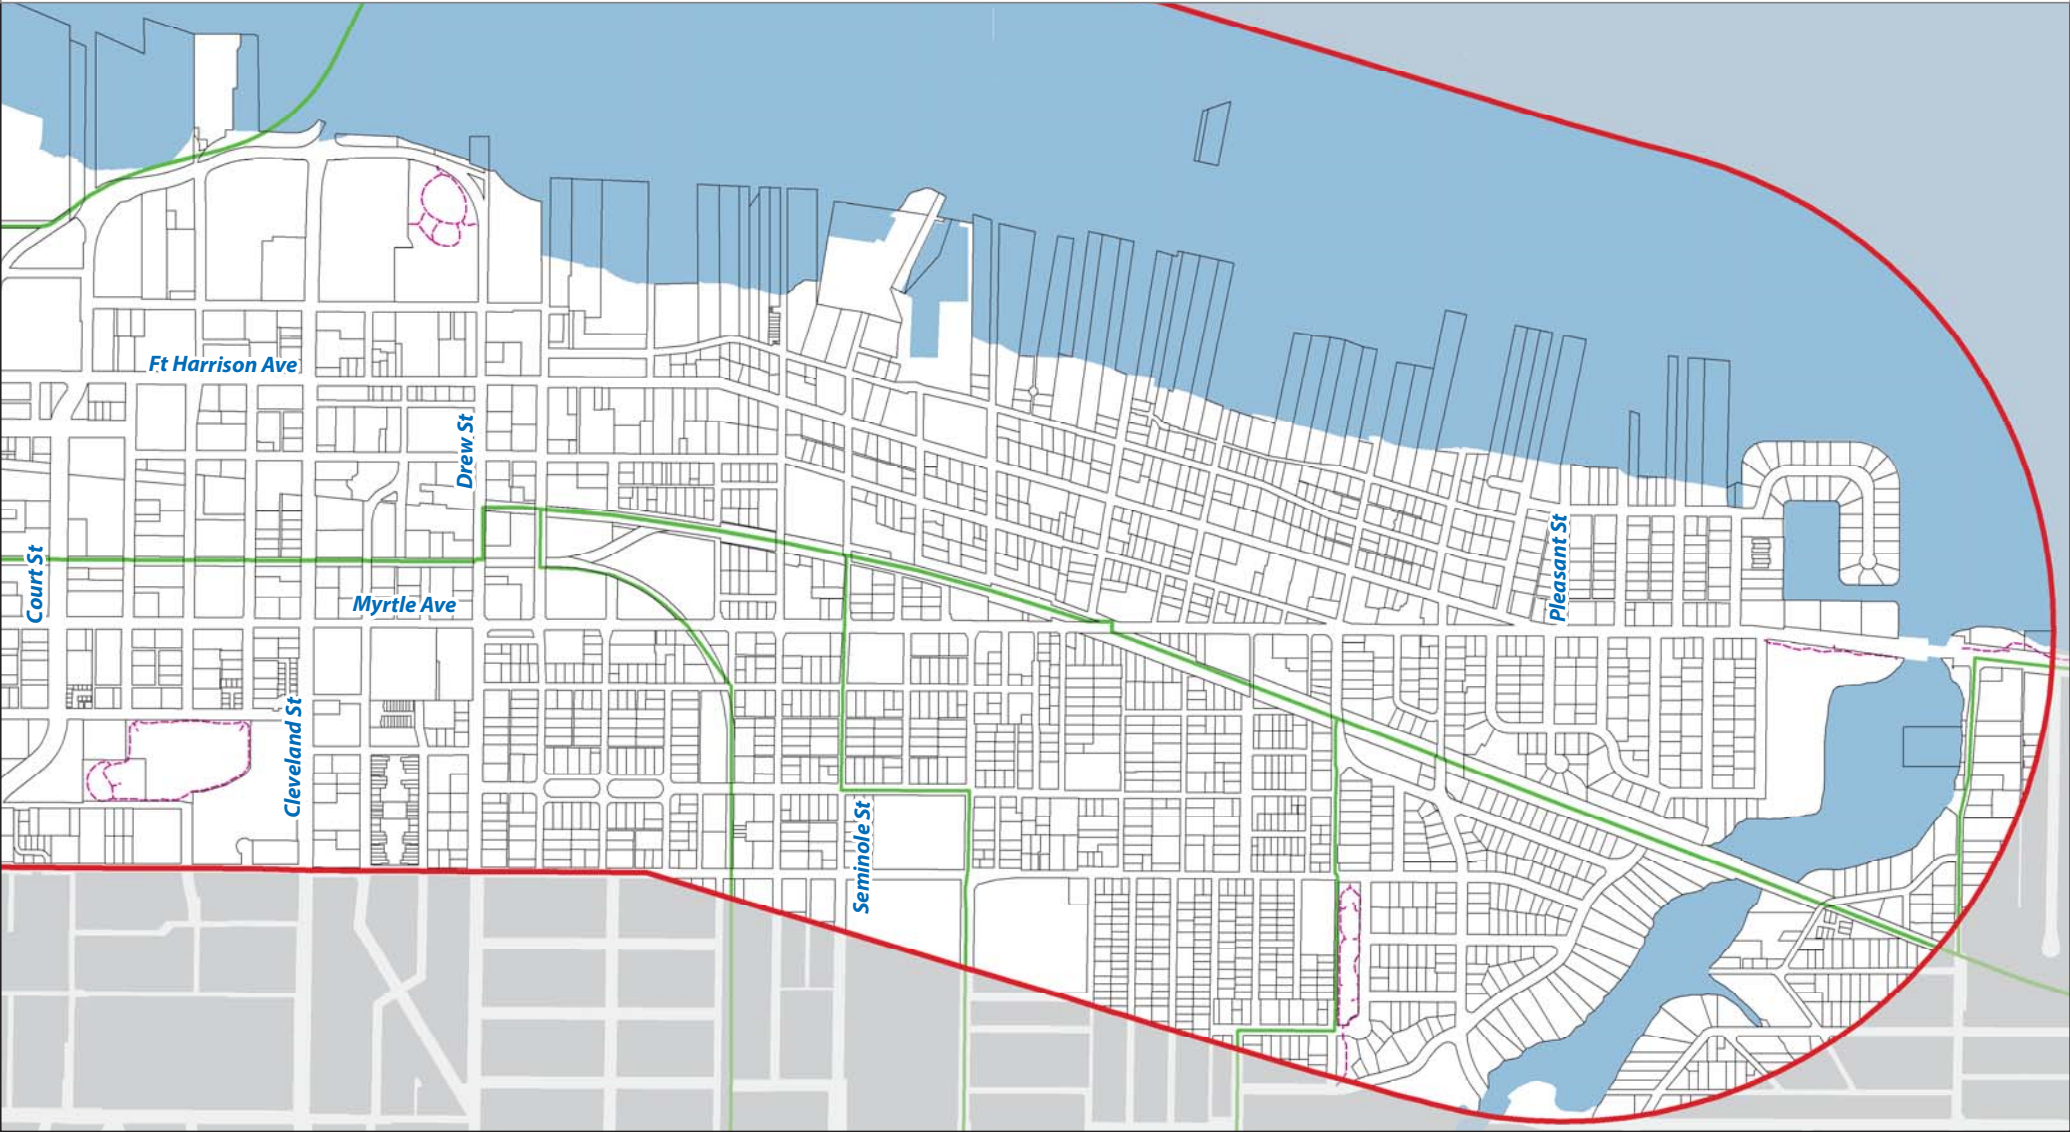 Ft Harrison Ave
Drew St
Court St
Myrtle Ave
Pleasant St
Cleveland St
Seminole St